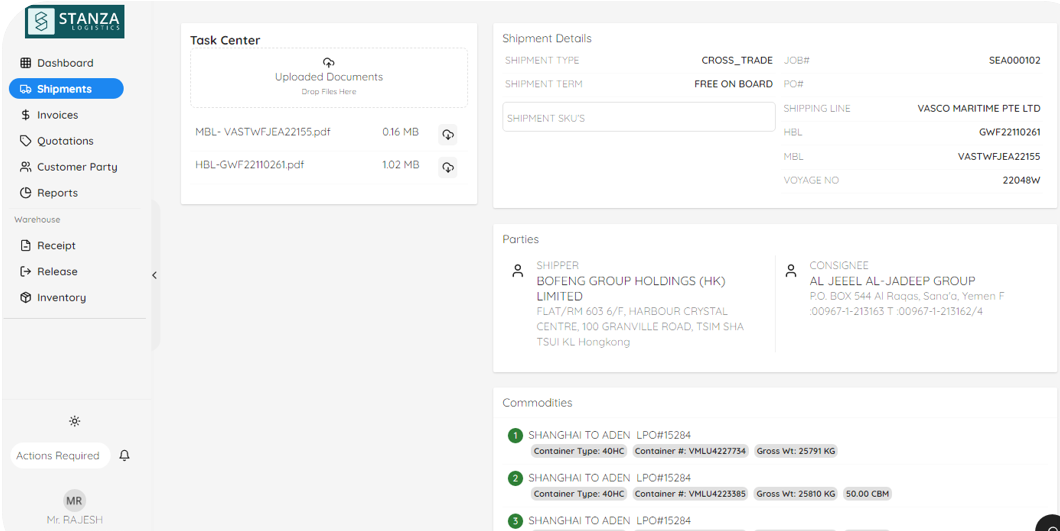 STANZA
LOGISTICS
Dashboard
Shipments
Invoices
Quotations
Customer Party
Reports
Warehouse
Receipt
Release
Inventory
Actions Required
MR
Mr. RAJESH
Task Center
Uploaded Documents
Drop Files Here
MBL- VASTWFJEA22155.pdf 0.16 MB
HBL-GWF22110261.pdf 1.02 MB
Shipment Details
SHIPMENT TYPE CROSS_TRADE
SHIPMENT TERM FREE ON BOARD
SHIPMENT SKU'S
JOB# SEA000102
PO#
SHIPPING LINE VASCO MARITIME PTE LTD
HBL GWF22110261
MBL VASTWFJEA22155
VOYAGE NO 22048W
Parties
SHIPPER
BOFENG GROUP HOLDINGS (HK)
LIMITED
FLAT/RM 603 6/F, HARBOUR CRYSTAL
CENTRE, 100 GRANVILLE ROAD, TSIM SHA
TSUI KL Hongkong
CONSIGNEE
AL JEEEL AL-JADEEP GROUP
P.O. BOX 544 Al Raqas, Sana'a, Yemen F
:00967-1-213163 T :00967-1-213162/4
Commodities
1 SHANGHAI TO ADEN LPO#15284
Container Type: 40HC Container #: VMLU4227734 Gross Wt: 25791 KG
2 SHANGHAI TO ADEN LPO#15284
Container Type: 40HC Container #: VMLU4223385 Gross Wt: 25810 KG 50.00 CBM
3 SHANGHAI TO ADEN LPO#15284